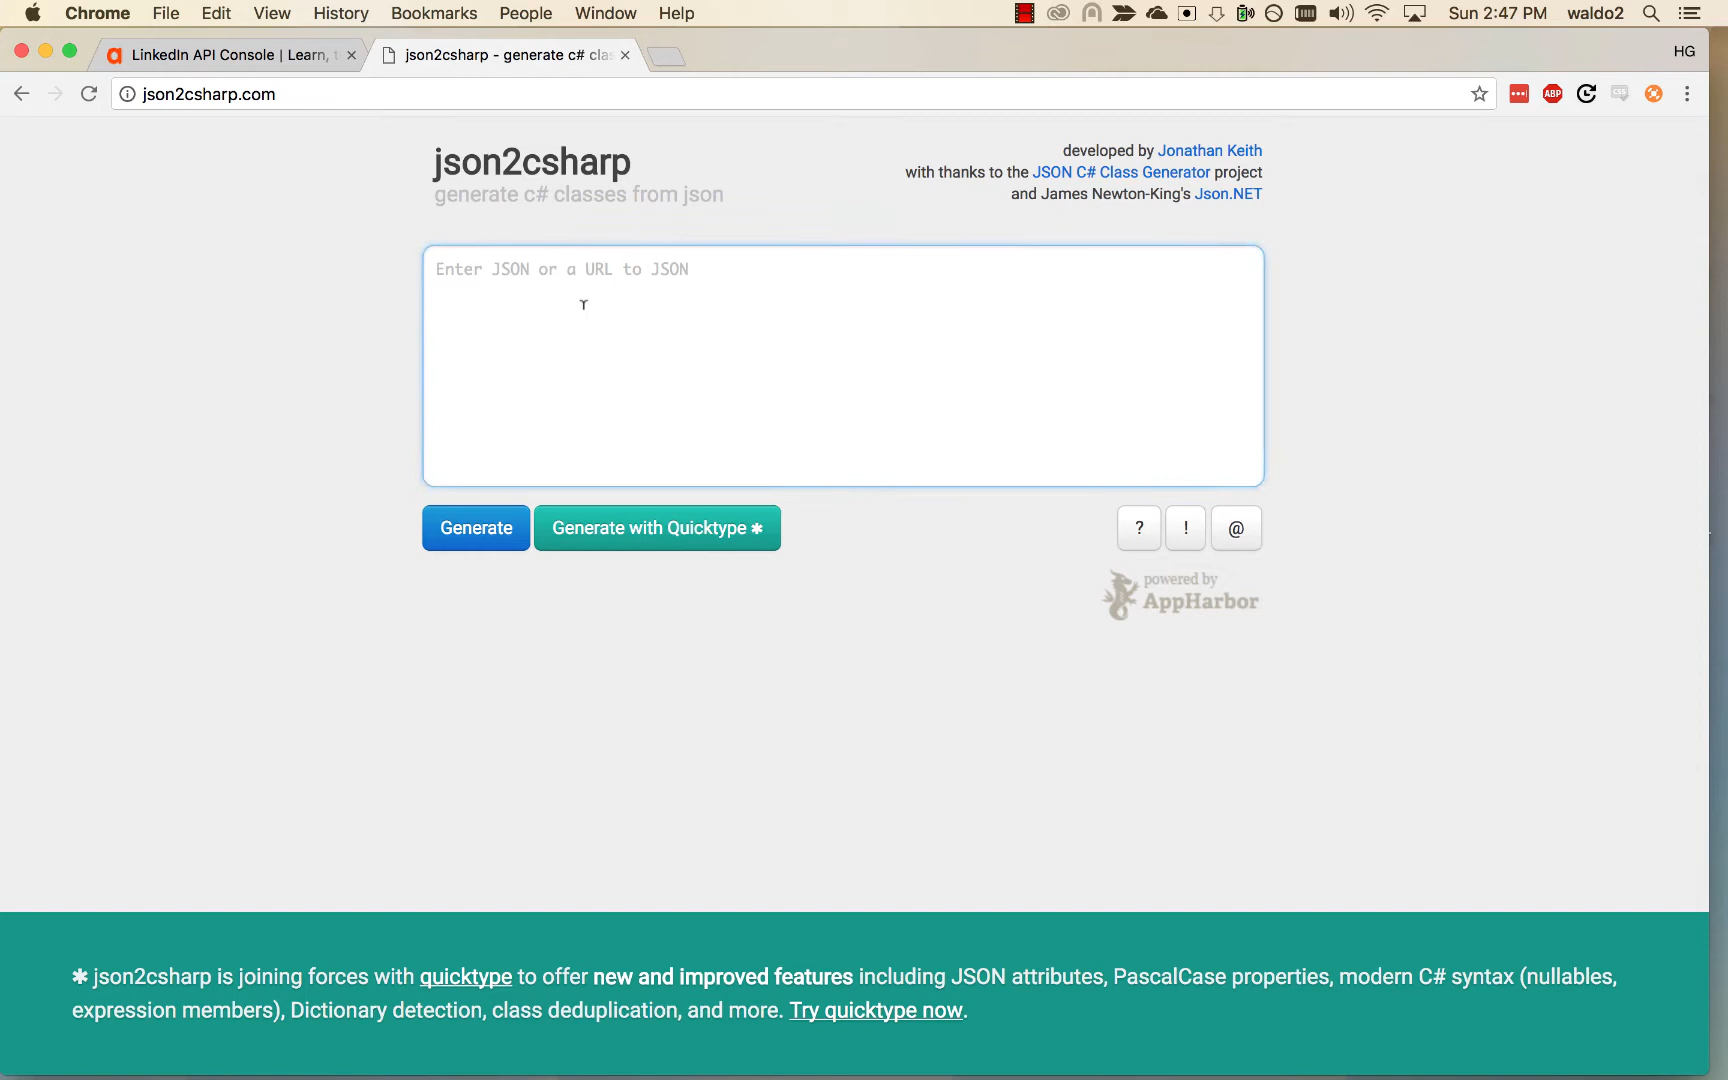 Chrome File Edit View History Bookmarks People Window Help Sun 2:47 PM waldo2
LinkedIn API Console | Learn, t
json2csharp - generate c# clas
HG
json2csharp.com
ABP
CSS
json2csharp
generate c# classes from json
developed by Jonathan Keith
with thanks to the JSON C# Class Generator project
and James Newton-King's Json.NET
Enter JSON or a URL to JSON
Generate
Generate with Quicktype ✱
?
!
@
powered by
AppHarbor
✱ json2csharp is joining forces with quicktype to offer new and improved features including JSON attributes, PascalCase properties, modern C# syntax (nullables,
expression members), Dictionary detection, class deduplication, and more. Try quicktype now.